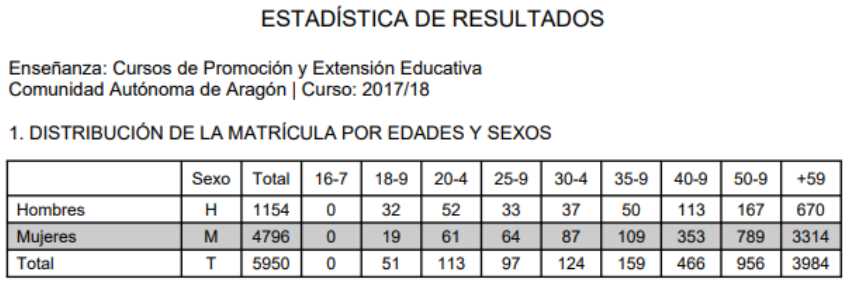 ESTADÍSTICA DE RESULTADOS
Enseñanza: Cursos de Promoción y Extensión Educativa
Comunidad Autónoma de Aragón | Curso: 2017/18
1. DISTRIBUCIÓN DE LA MATRÍCULA POR EDADES Y SEXOS
Sexo Total 16-7 18-9 20-4 25-9 30-4 35-9 40-9 50-9 +59
Hombres H 1154 0 32 52 33 37 50 113 167 670
Mujeres M 4796 0 19 61 64 87 109 353 789 3314
Total T 5950 0 51 113 97 124 159 466 956 3984